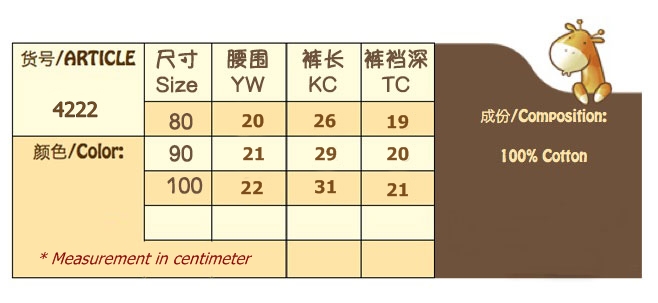 货号/ARTICLE 尺寸 腰围 裤长 裤裆深
Size YW KC TC
4222
80 20 26 19
颜色/Color: 90 21 29 20
100 22 31 21
* Measurement in centimeter
成份/Composition:
100% Cotton